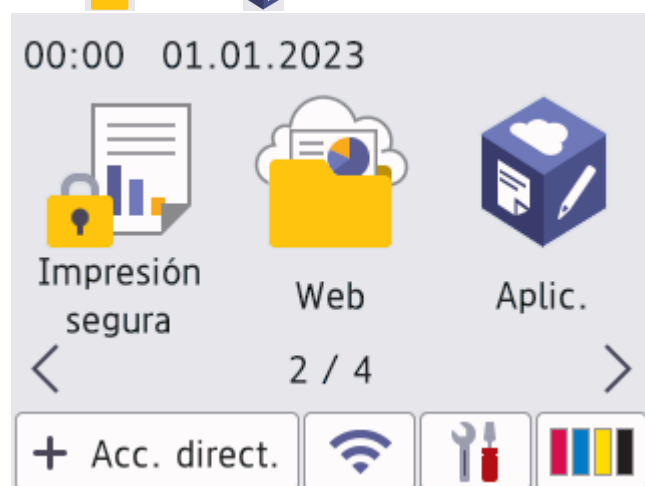 00:00 01.01.2023
Impresión
segura
Web
Aplic.
2 / 4
+ Acc. direct.